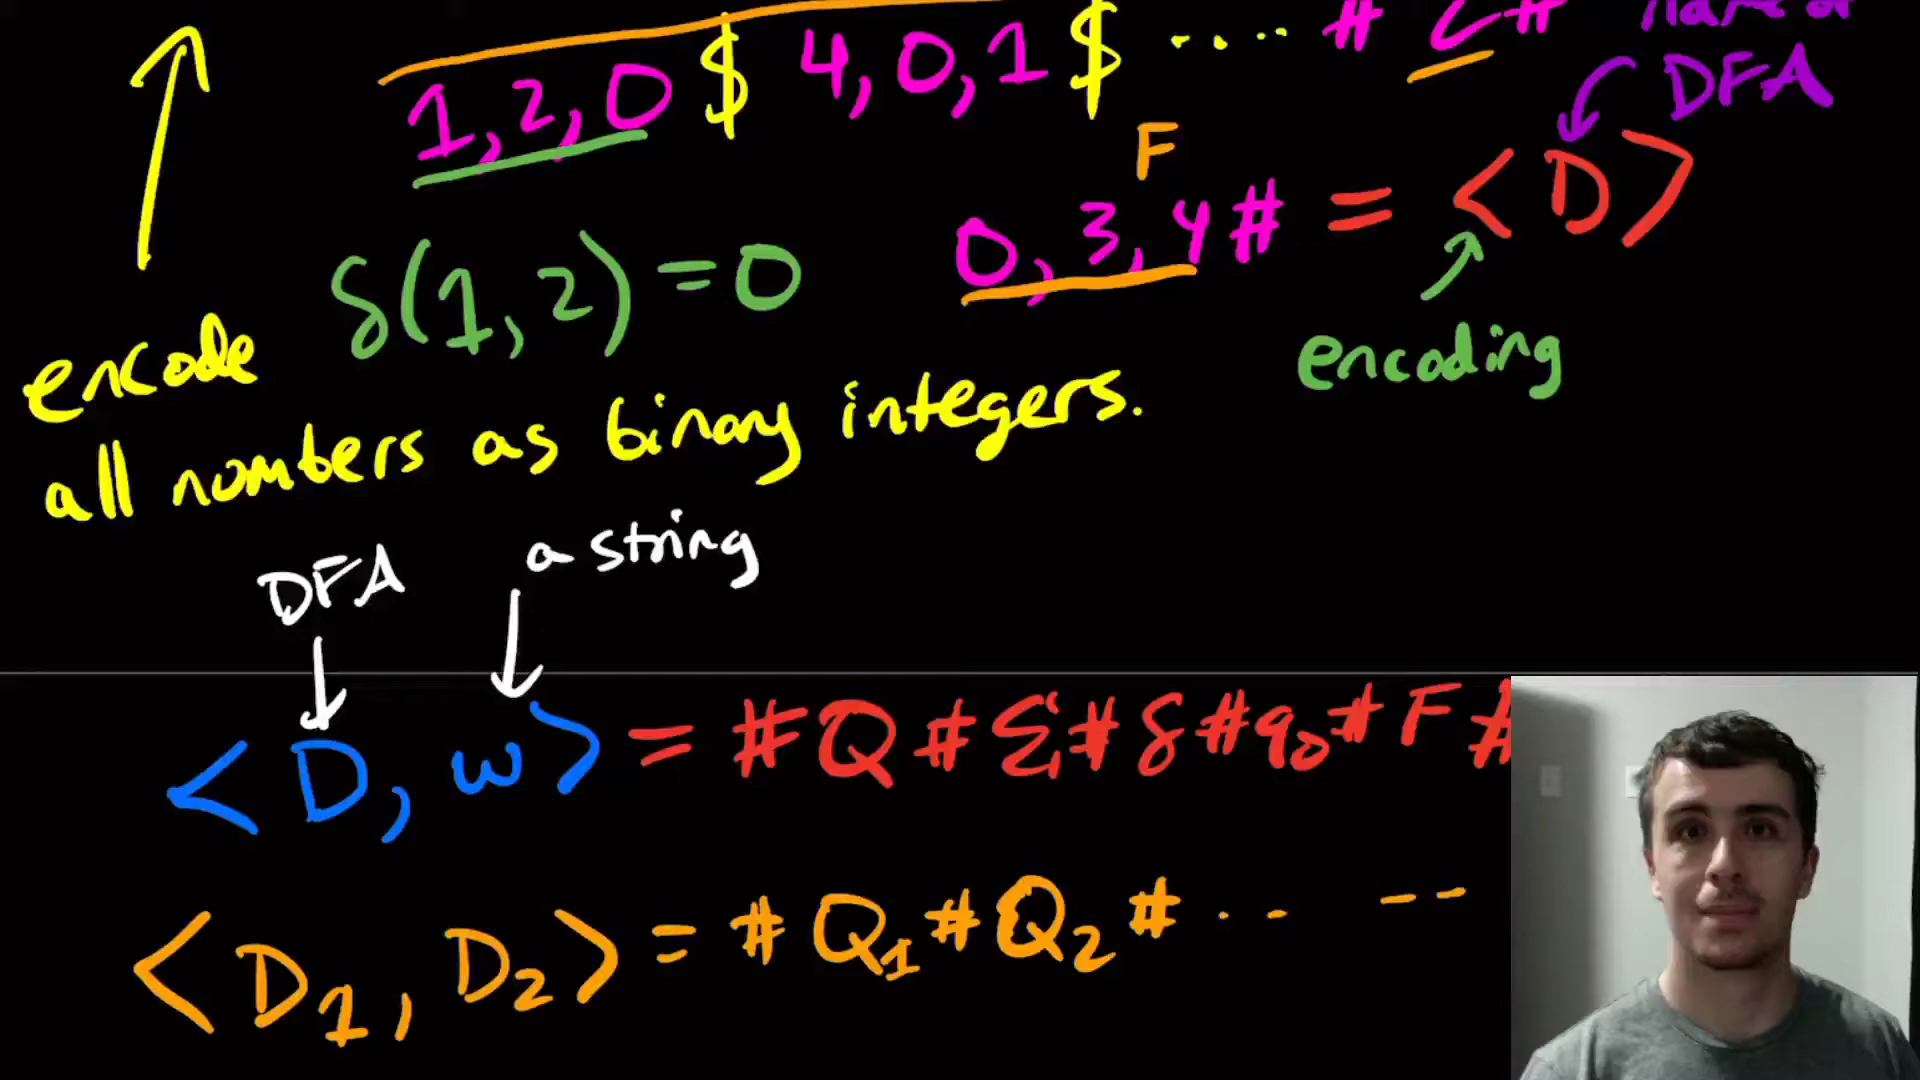 1,2,0 $ 4,0,1 $ .... # 2 #
DFA
F
0,3,4# = <D>
δ(1,2)=0
encoding
encode
all numbers as binary integers.
DFA
a string
<D, w> = #Q#Σ#δ#q₀#F#
<D₁, D₂> = #Q₁#Q₂# .. --